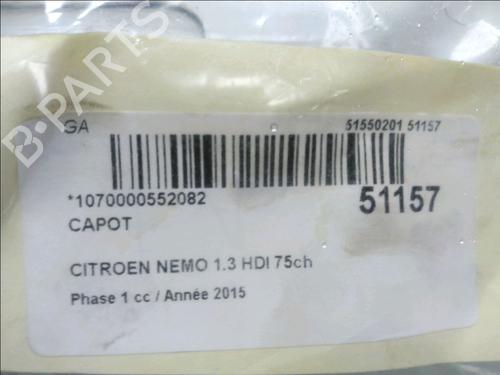 B-PARTS
GA 51550201 51157
*1070000552082 51157
CAPOT
CITROEN NEMO 1.3 HDI 75ch
Phase 1 cc / Année 2015